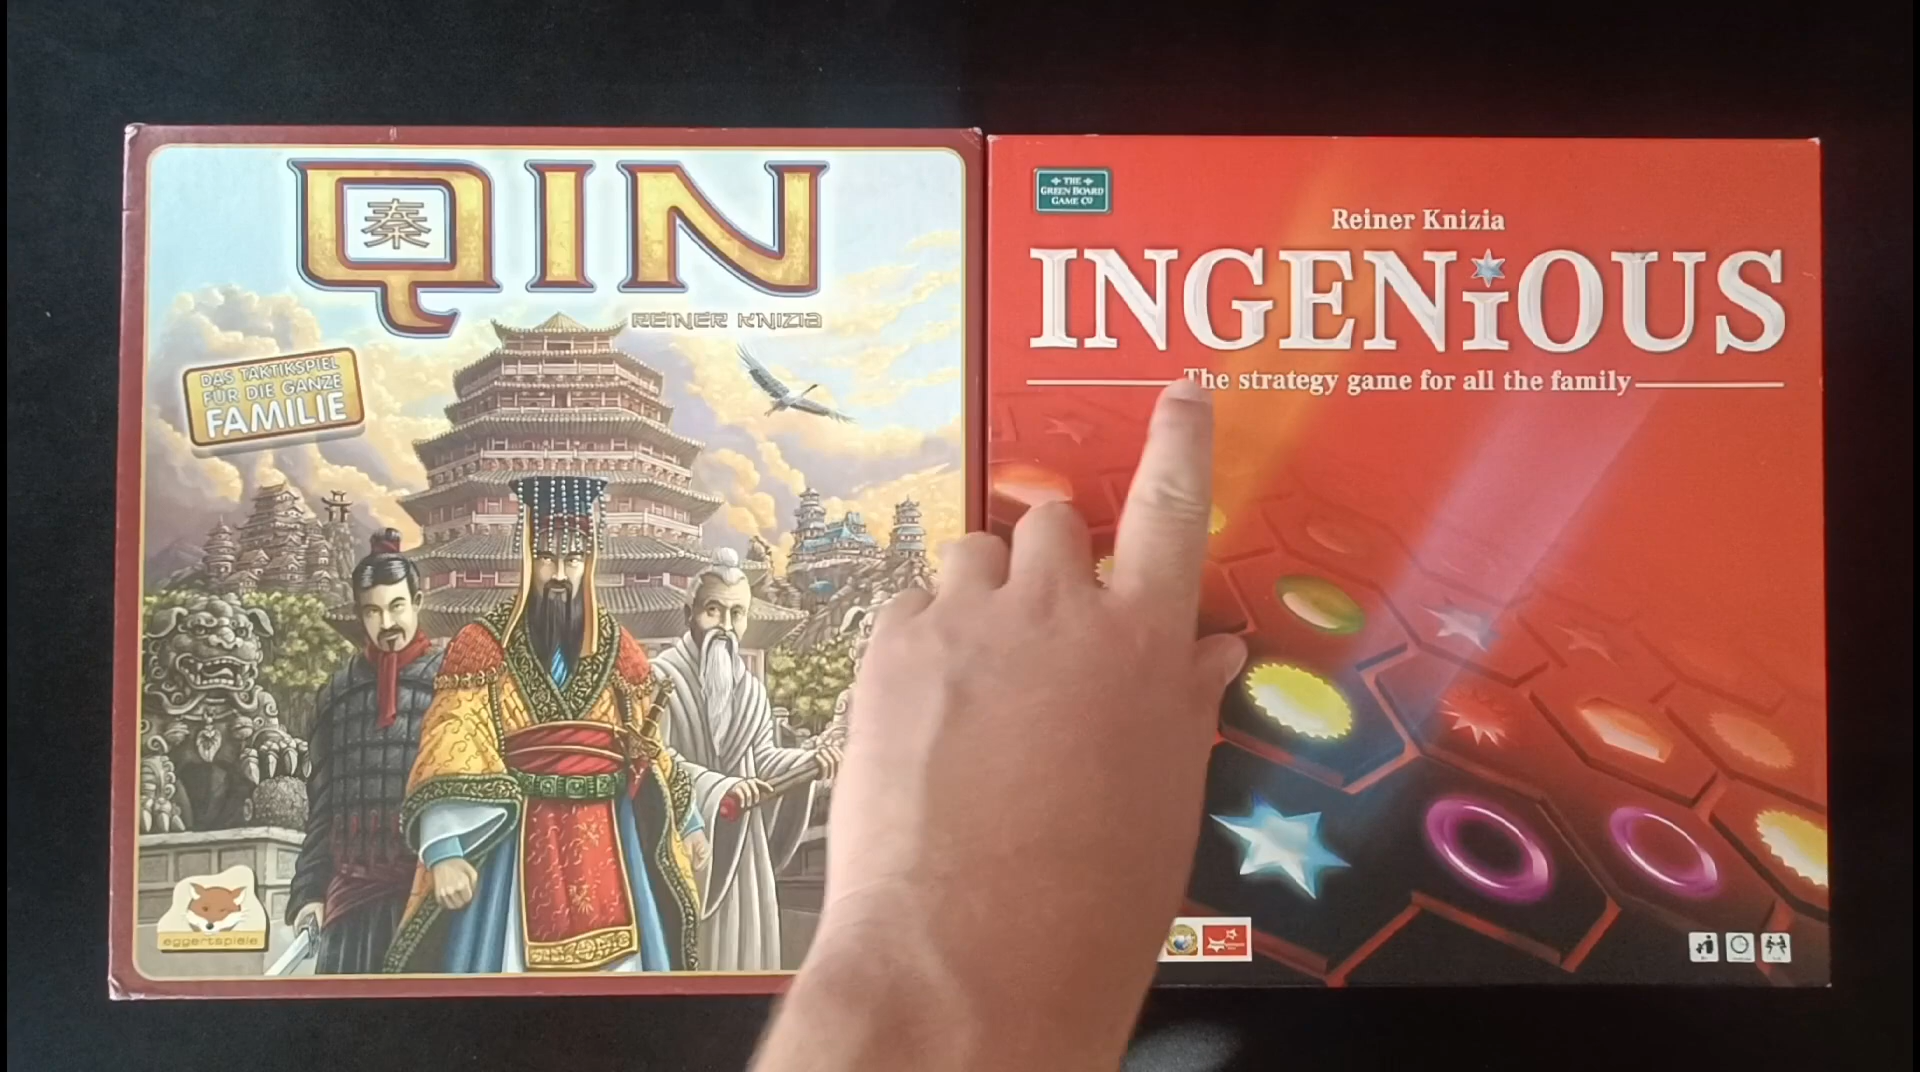 QIN
秦
REINER KNIZIA
DAS TAKTIKSPIEL
FÜR DIE GANZE
FAMILIE
eggertspiele
THE
GREEN BOARD
GAME CO
Reiner Knizia
INGENiOUS
The strategy game for all the family